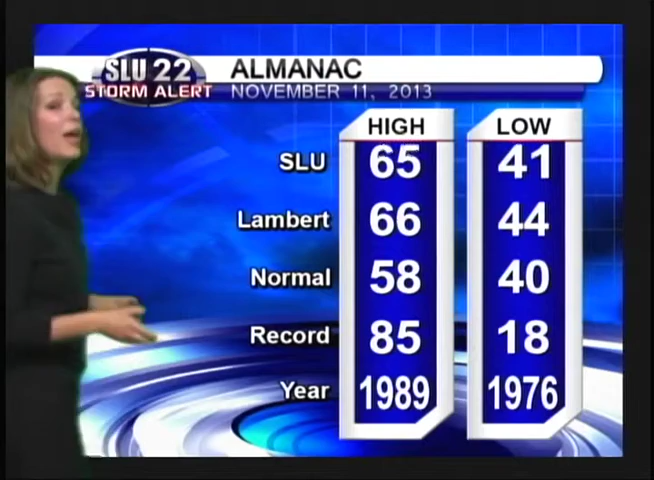 SLU 22
STORM ALERT
ALMANAC
NOVEMBER 11, 2013
HIGH LOW
SLU 65 41
Lambert 66 44
Normal 58 40
Record 85 18
Year 1989 1976